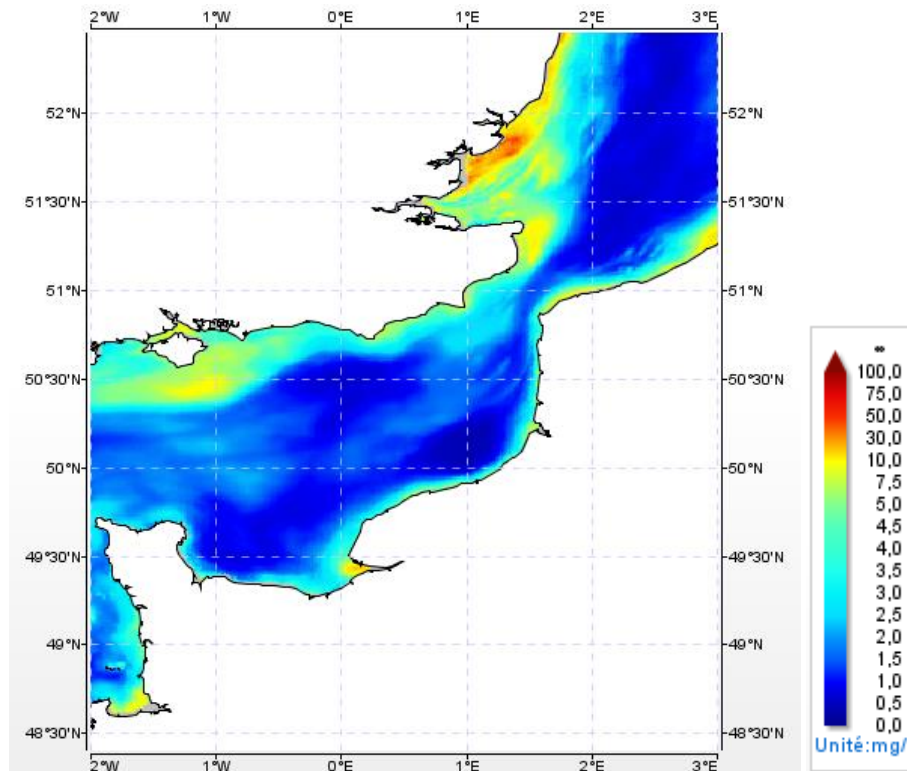 2°W 1°W 0°E 1°E 2°E 3°E
52°N 52°N
51°30'N 51°30'N
51°N 51°N
50°30'N 50°30'N
50°N 50°N
49°30'N 49°30'N
49°N 49°N
48°30'N 48°30'N
2°W 1°W 0°E 1°E 2°E 3°E
∞
100,0
75,0
50,0
30,0
10,0
7,5
5,0
4,5
4,0
3,5
3,0
2,5
2,0
1,5
1,0
0,5
0,0
Unité:mg/